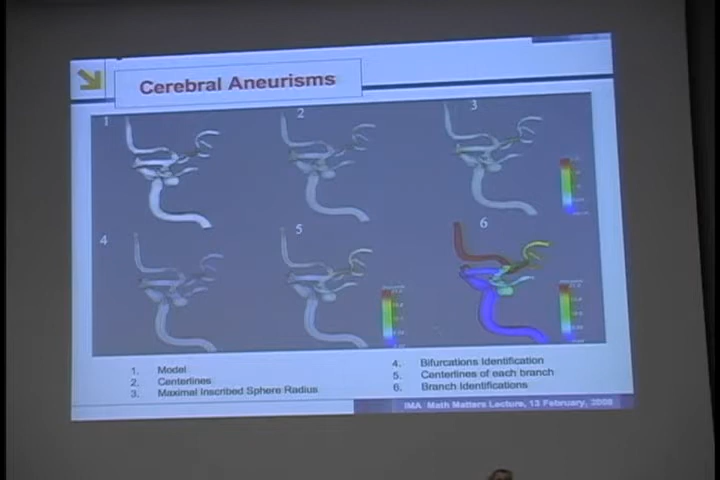 Cerebral Aneurisms
1
2
3
4
5
6
1. Model
2. Centerlines
3. Maximal Inscribed Sphere Radius
4. Bifurcations Identification
5. Centerlines of each branch
6. Branch Identifications
IMA Math Matters Lecture, 13 February, 2008